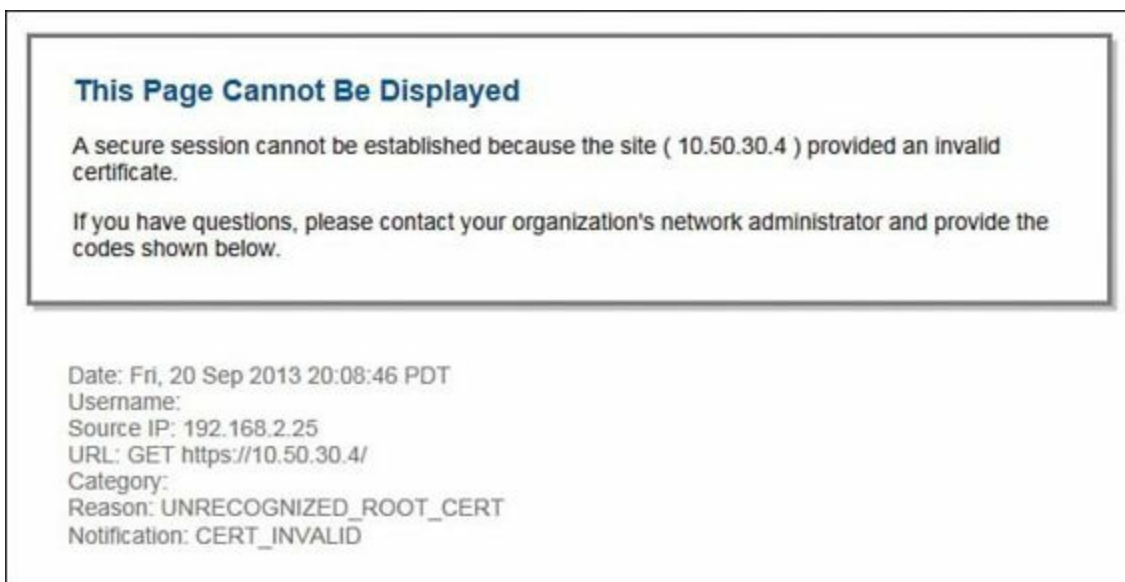 This Page Cannot Be Displayed
A secure session cannot be established because the site ( 10.50.30.4 ) provided an invalid
certificate.
If you have questions, please contact your organization's network administrator and provide the
codes shown below.
Date: Fri, 20 Sep 2013 20:08:46 PDT
Username:
Source IP: 192.168.2.25
URL: GET https://10.50.30.4/
Category:
Reason: UNRECOGNIZED_ROOT_CERT
Notification: CERT_INVALID